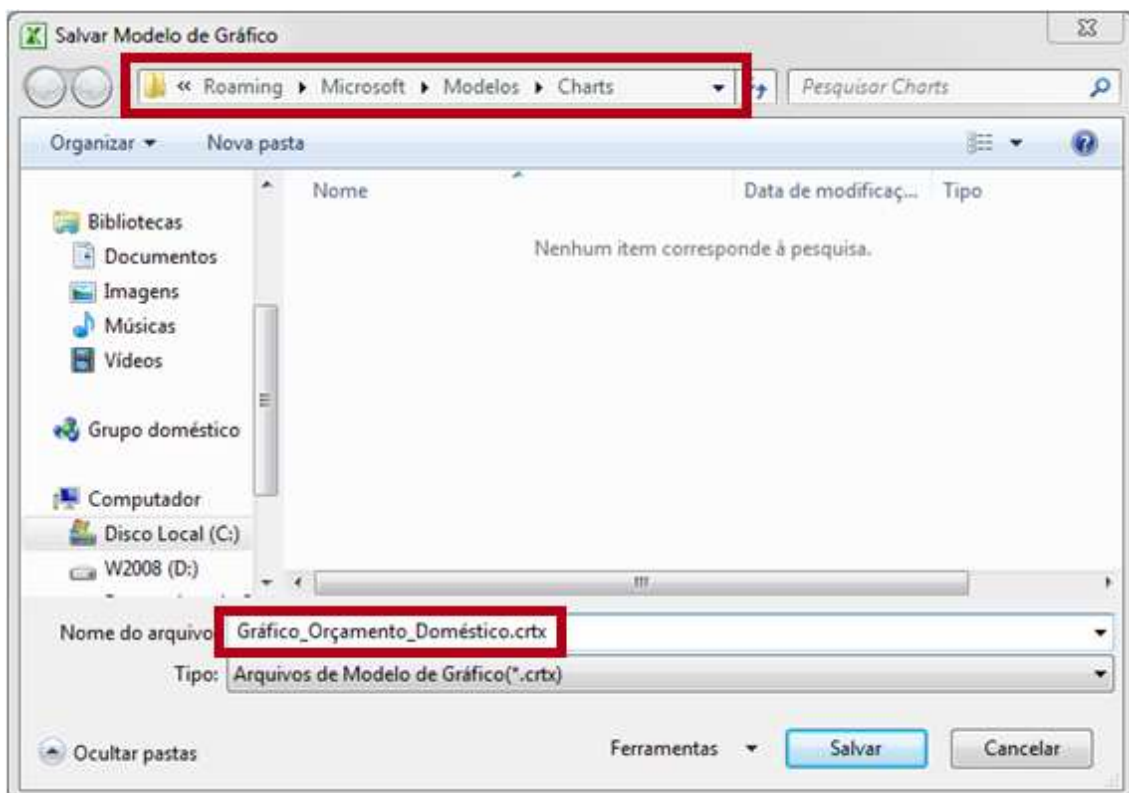 Salvar Modelo de Gráfico
« Roaming Microsoft Modelos Charts Pesquisar Charts
Organizar Nova pasta
Nome Data de modificaç... Tipo
Nenhum item corresponde à pesquisa.
Bibliotecas
Documentos
Imagens
Músicas
Vídeos
Grupo doméstico
Computador
Disco Local (C:)
W2008 (D:)
Nome do arquivo Gráfico_Orçamento_Doméstico.crtx
Tipo: Arquivos de Modelo de Gráfico(*.crtx)
Ocultar pastas Ferramentas Salvar Cancelar